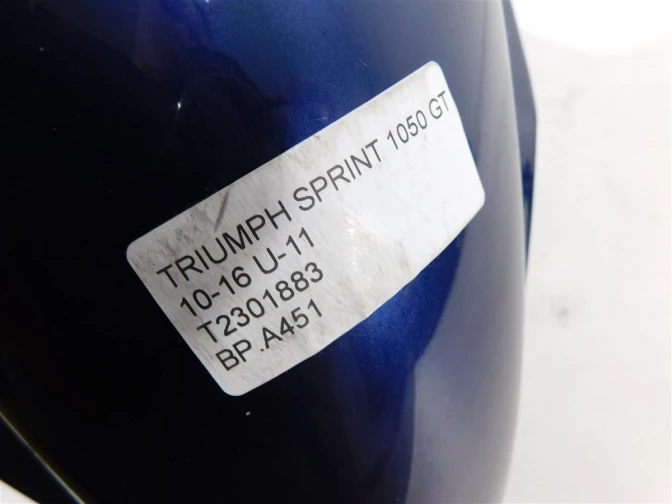 TRIUMPH SPRINT 1050 GT
10-16 U-11
T2301883
BP.A451